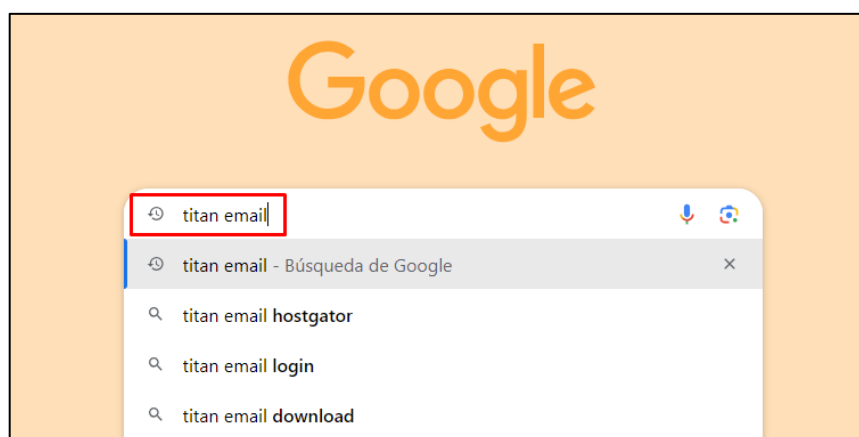 Google
titan email
titan email - Búsqueda de Google
titan email hostgator
titan email login
titan email download